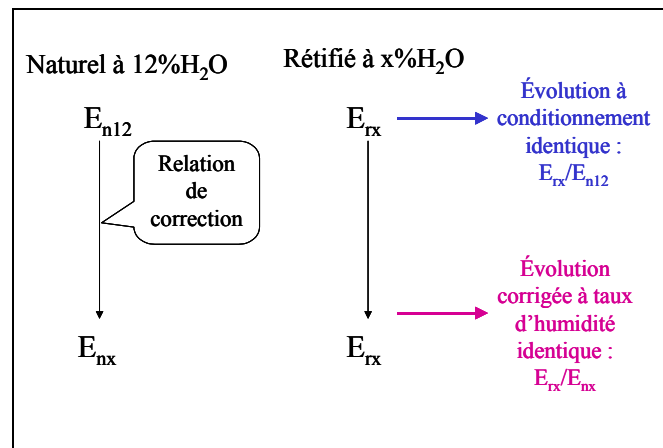 Naturel à 12%H₂O
Rétifié à x%H₂O
Eₙ₁₂
Eᵣₓ
Évolution à
conditionnement
identique :
Eᵣₓ/Eₙ₁₂
Relation
de
correction
Eₙₓ
Eᵣₓ
Évolution
corrigée à taux
d’humidité
identique :
Eᵣₓ/Eₙₓ